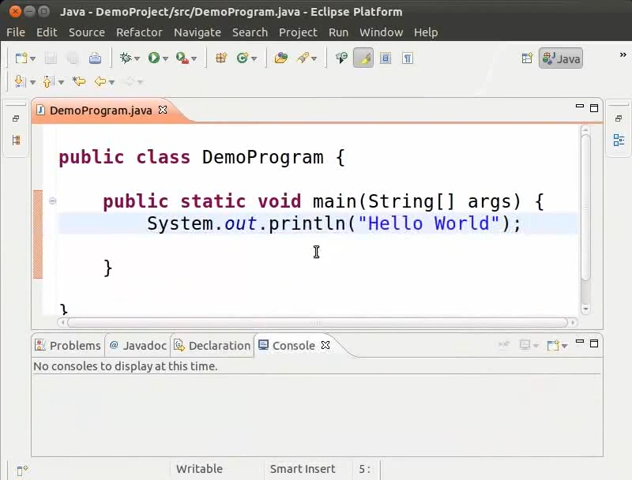 Java - DemoProject/src/DemoProgram.java - Eclipse Platform
File Edit Source Refactor Navigate Search Project Run Window Help
Java »
DemoProgram.java
public class DemoProgram {
public static void main(String[] args) {
System.out.println("Hello World");
}
}
Problems @ Javadoc Declaration Console
No consoles to display at this time.
Writable Smart Insert 5 :